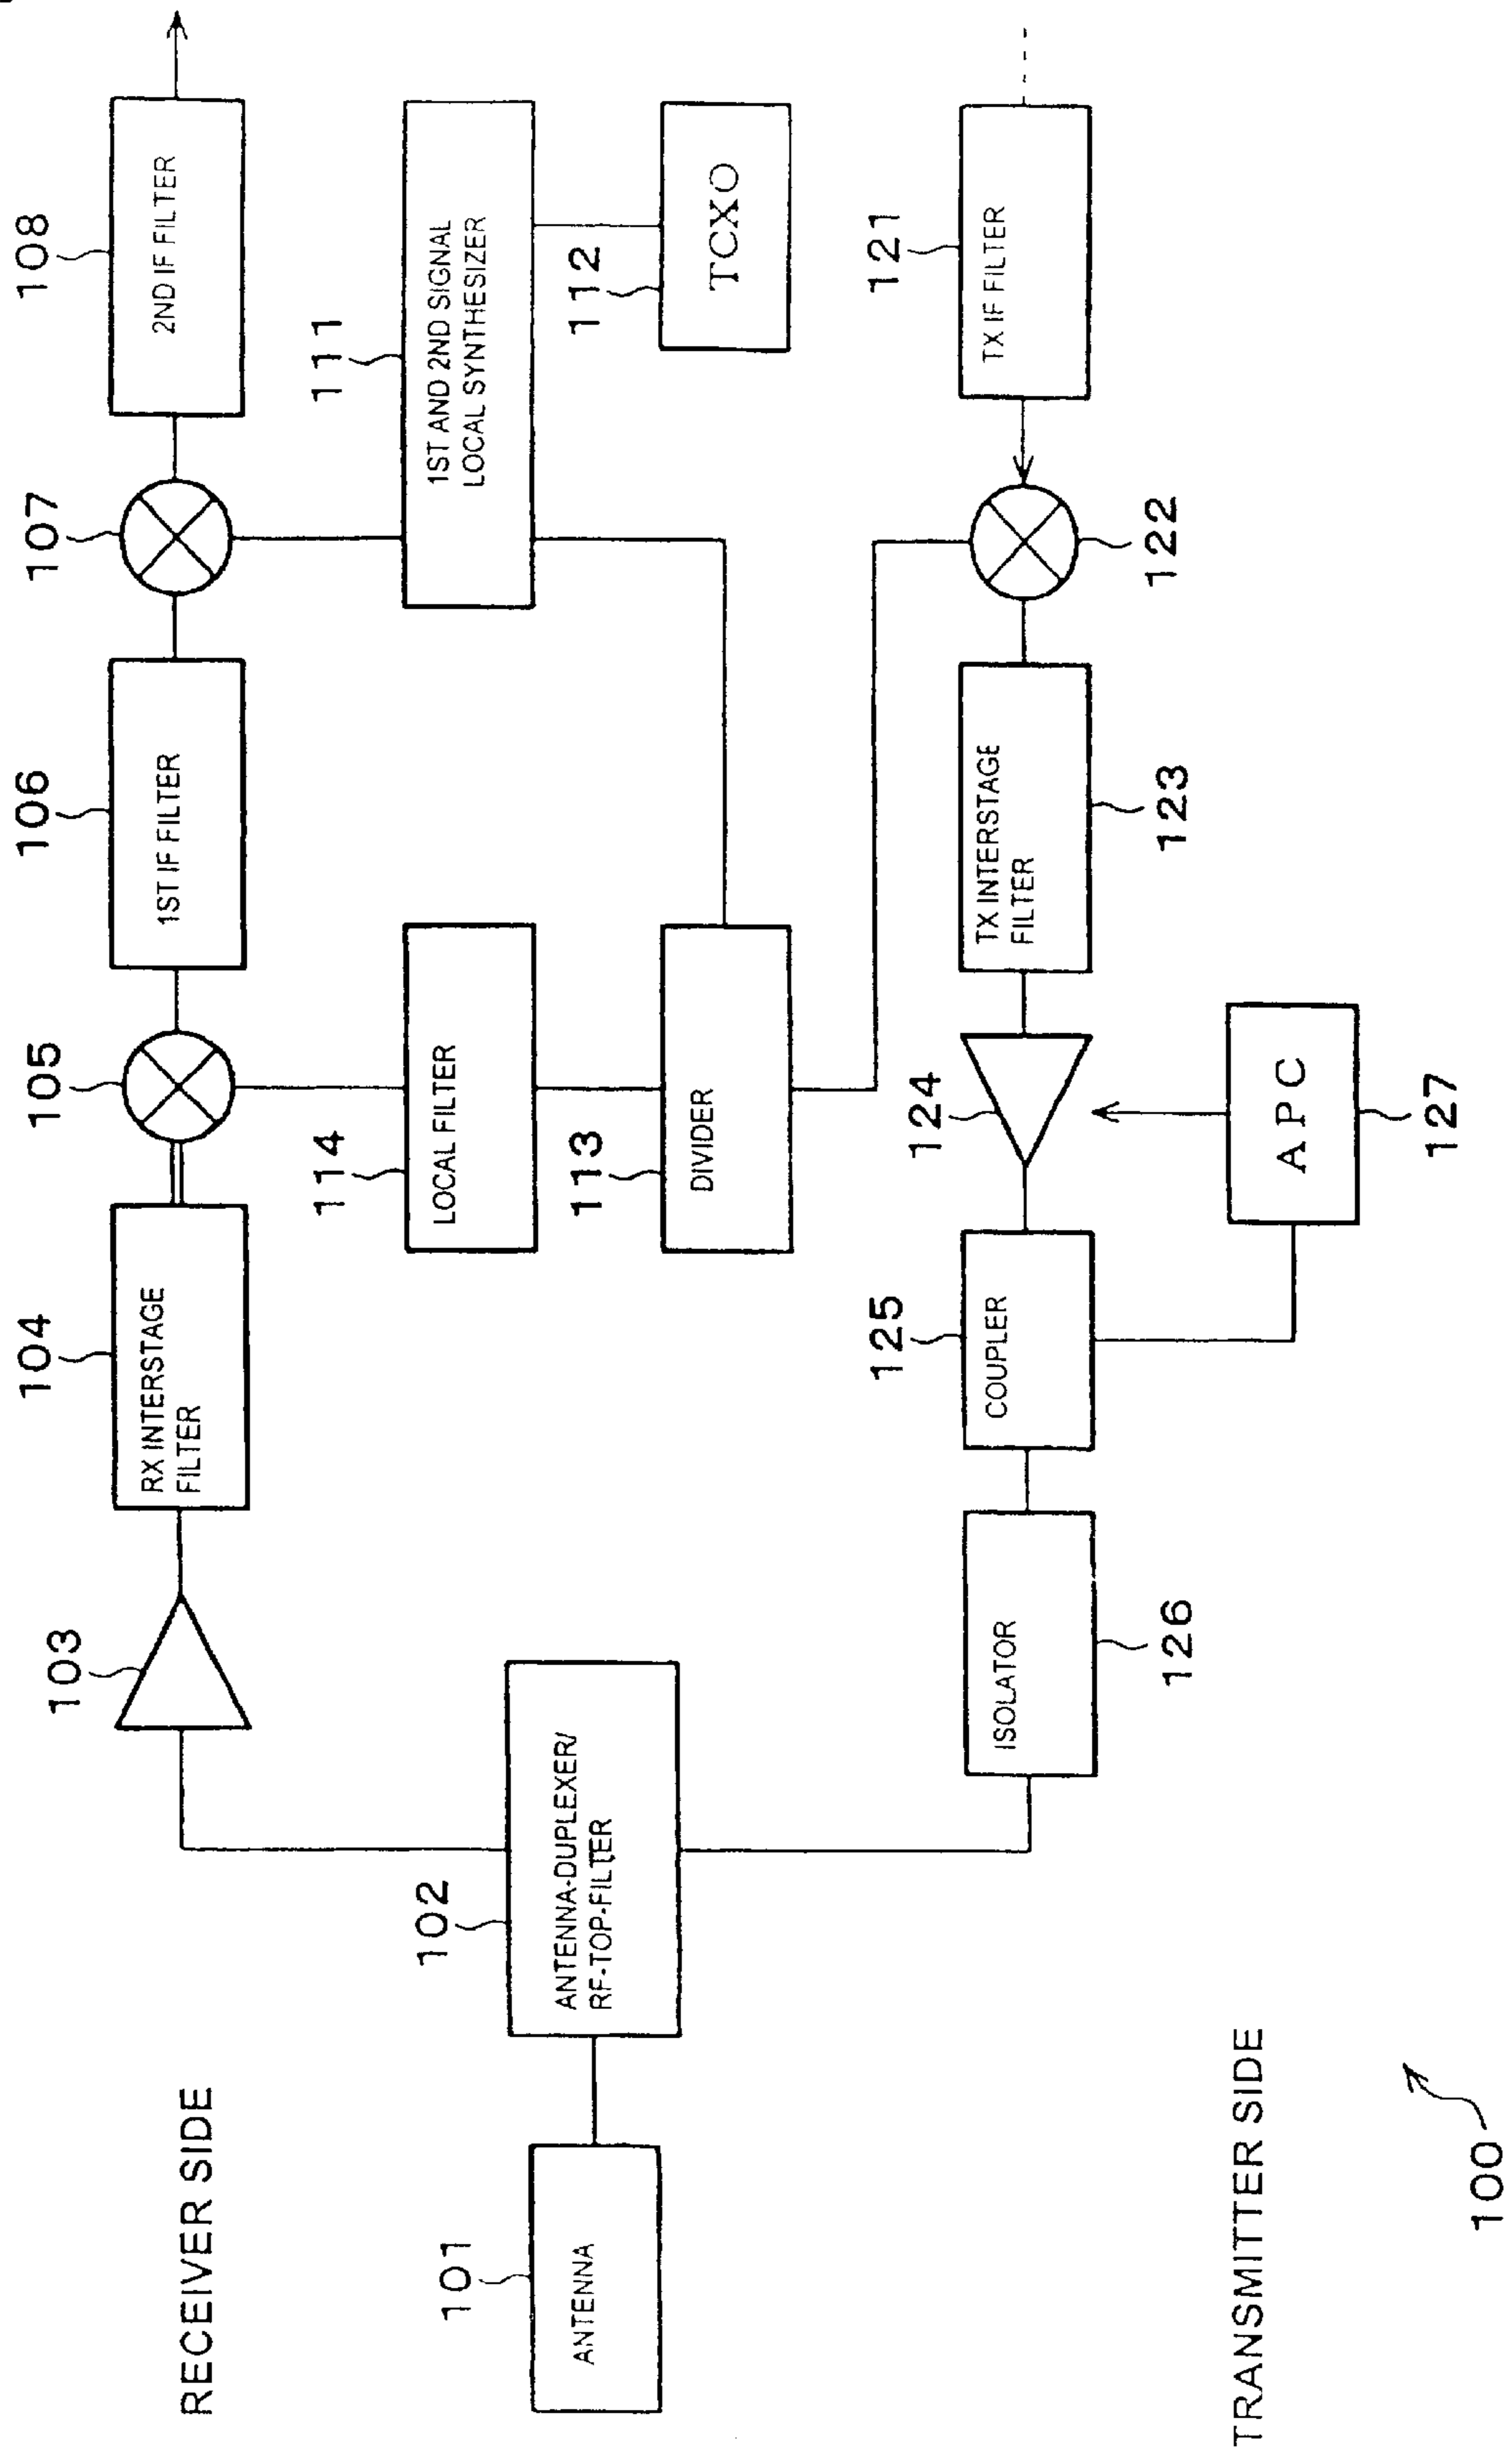 RECEIVER SIDE
101
ANTENNA
102
ANTENNA-DUPLEXER/
RF-TOP-FILTER
103
104
RX INTERSTAGE
FILTER
105
106
1ST IF FILTER
107
108
2ND IF FILTER
111
1ST AND 2ND SIGNAL
LOCAL SYNTHESIZER
112
TCXO
113
DIVIDER
114
LOCAL FILTER
121
TX IF FILTER
122
123
TX INTERSTAGE
FILTER
124
125
COUPLER
126
ISOLATOR
127
APC
TRANSMITTER SIDE
100